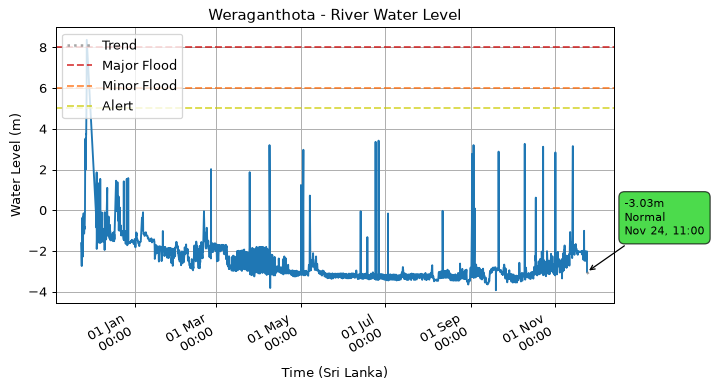 Weraganthota - River Water Level
Water Level (m)
8
6
4
2
0
−2
−4
Trend
Major Flood
Minor Flood
Alert
-3.03m
Normal
Nov 24, 11:00
01 Jan
00:00
01 Mar
00:00
01 May
00:00
01 Jul
00:00
01 Sep
00:00
01 Nov
00:00
Time (Sri Lanka)